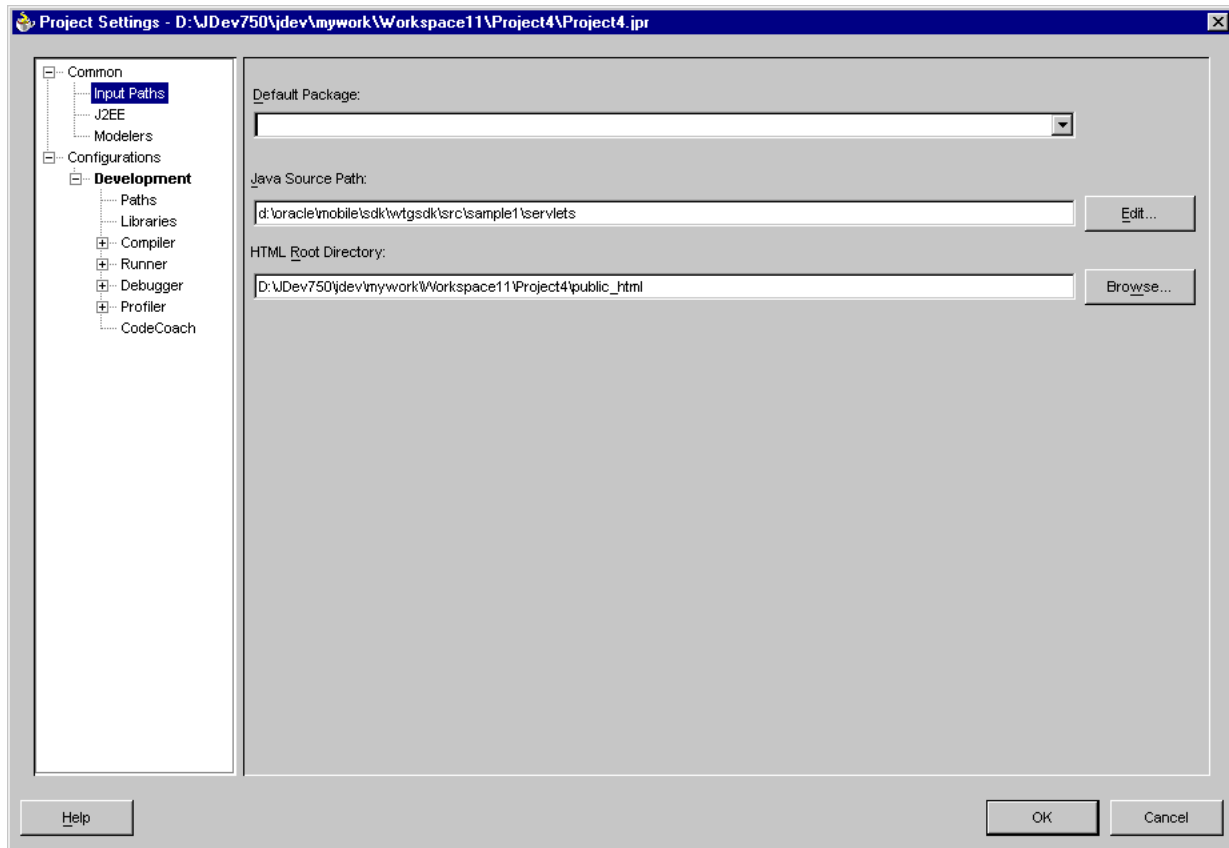 Project Settings - D:\JDev750\jdev\mywork\Workspace11\Project4\Project4.jpr
Common
Input Paths
J2EE
Modelers
Configurations
Development
Paths
Libraries
Compiler
Runner
Debugger
Profiler
CodeCoach
Default Package:
Java Source Path:
d:\oracle\mobile\sdk\wtgsdk\src\sample1\servlets
Edit...
HTML Root Directory:
D:\JDev750\jdev\mywork\Workspace11\Project4\public_html
Browse...
Help
OK
Cancel